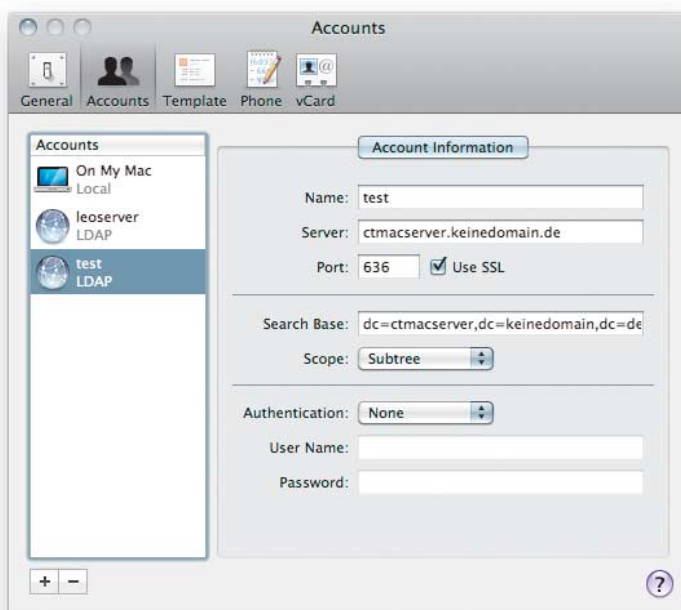 Accounts
General Accounts Template Phone vCard
Accounts
On My Mac
Local
leoserver
LDAP
test
LDAP
Account Information
Name: test
Server: ctmacserver.keinedomain.de
Port: 636 Use SSL
Search Base: dc=ctmacserver,dc=keinedomain,dc=de
Scope: Subtree
Authentication: None
User Name:
Password:
+ − ?